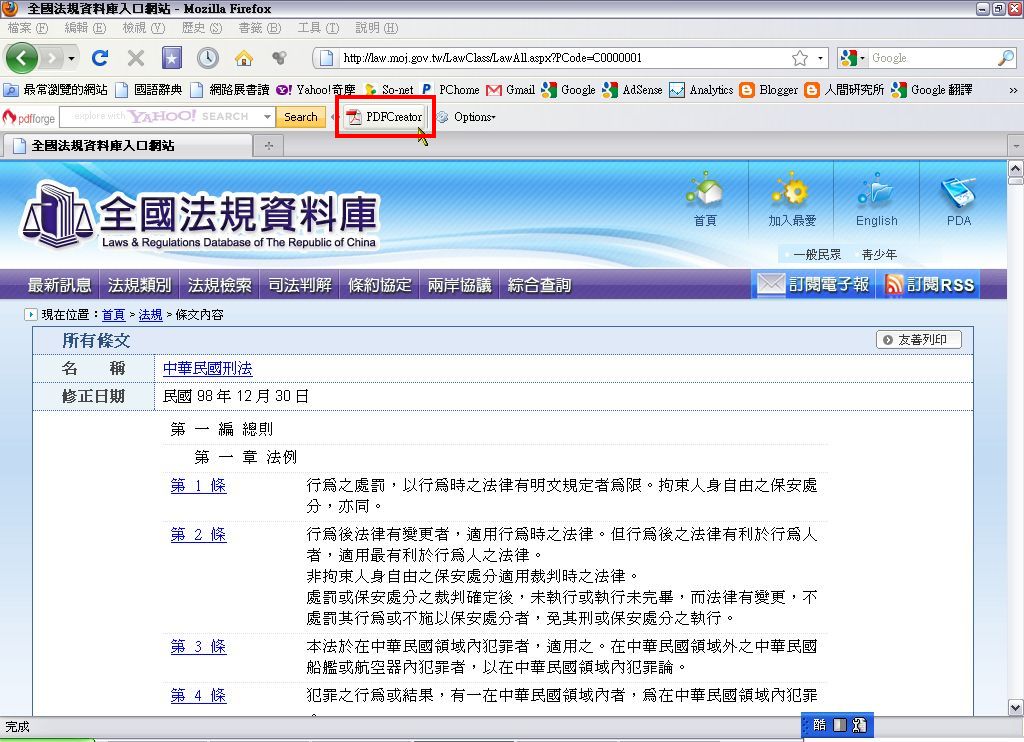 全國法規資料庫入口網站 - Mozilla Firefox
檔案 (F) 編輯 (E) 檢視 (V) 歷史 (S) 書籤 (B) 工具 (T) 說明 (H)
http://law.moj.gov.tw/LawClass/LawAll.aspx?PCode=C0000001 Google
最常瀏覽的網站 國語辭典 網路展書讀 Yahoo!奇摩 So-net PChome Gmail Google AdSense Analytics Blogger 人間研究所 Google 翻譯 »
pdfforge explore with YAHOO! SEARCH Search PDFCreator Options
全國法規資料庫入口網站
全國法規資料庫
Laws & Regulations Database of The Republic of China
首頁 加入最愛 English PDA
一般民眾 青少年
最新訊息 法規類別 法規檢索 司法判解 條約協定 兩岸協議 綜合查詢 訂閱電子報 訂閱RSS
現在位置：首頁 > 法規 > 條文內容
所有條文 友善列印
名 稱 中華民國刑法
修正日期 民國 98 年 12 月 30 日
第 一 編 總則
第 一 章 法例
第 1 條 行為之處罰，以行為時之法律有明文規定者為限。拘束人身自由之保安處
分，亦同。
第 2 條 行為後法律有變更者，適用行為時之法律。但行為後之法律有利於行為人
者，適用最有利於行為人之法律。
非拘束人身自由之保安處分適用裁判時之法律。
處罰或保安處分之裁判確定後，未執行或執行未完畢，而法律有變更，不
處罰其行為或不施以保安處分者，免其刑或保安處分之執行。
第 3 條 本法於在中華民國領域內犯罪者，適用之。在中華民國領域外之中華民國
船艦或航空器內犯罪者，以在中華民國領域內犯罪論。
第 4 條 犯罪之行為或結果，有一在中華民國領域內者，為在中華民國領域內犯罪
。
完成 酷